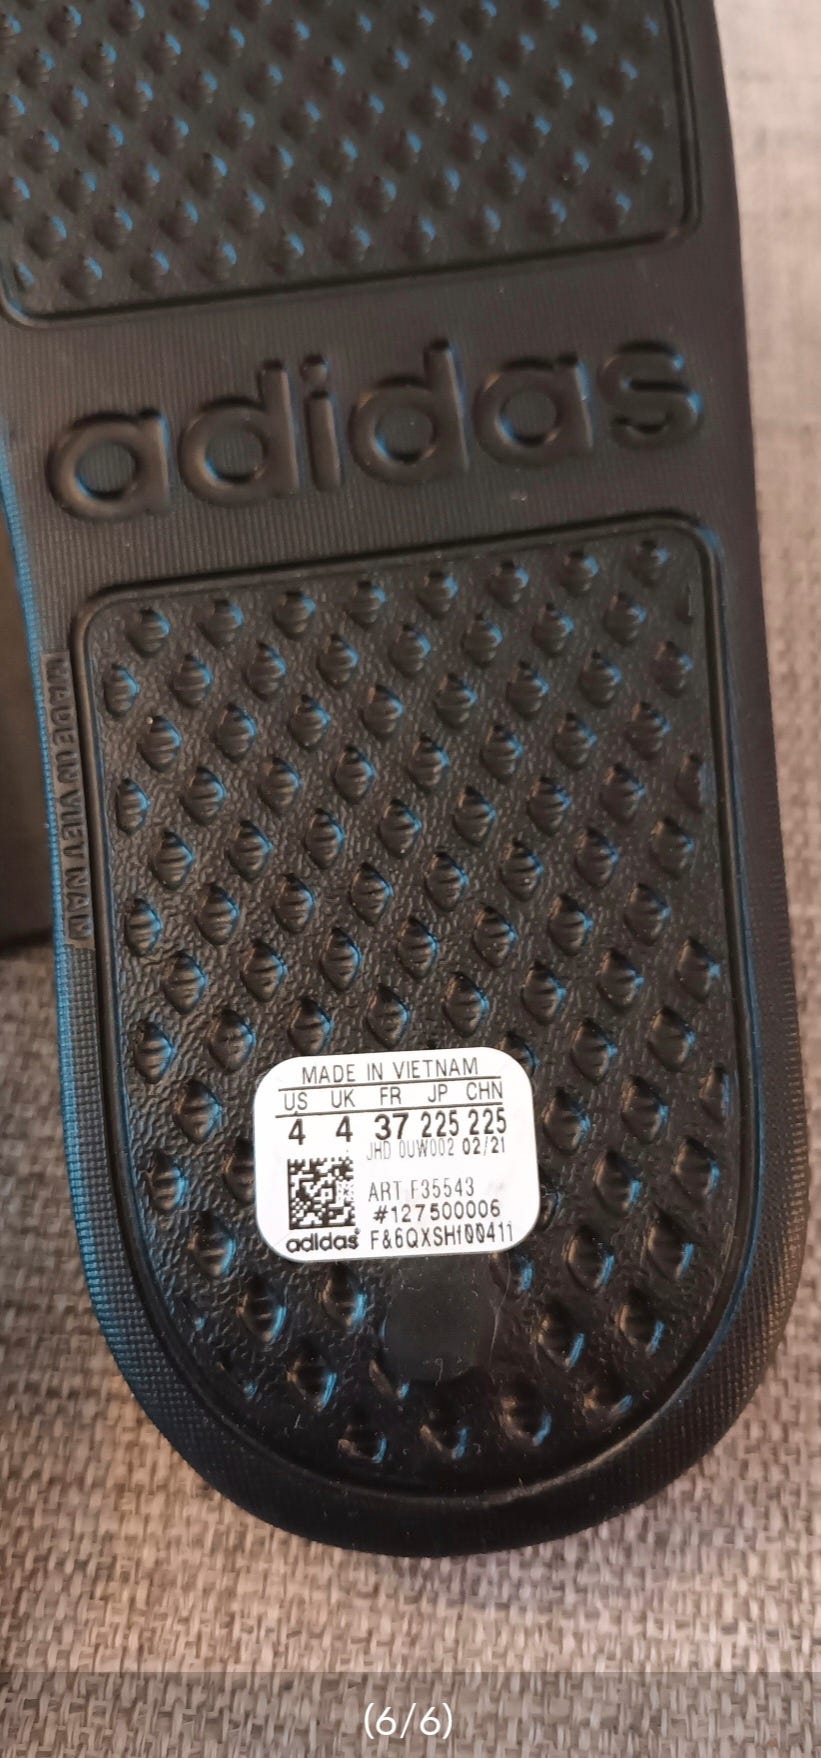 adidas
MADE IN VIET NAM
MADE IN VIETNAM
US UK FR JP CHN
4 4 37 225 225
JHD 0UW002 02/21
ART F35543
#127500006
adidas F&6QXSHf00411
(6/6)